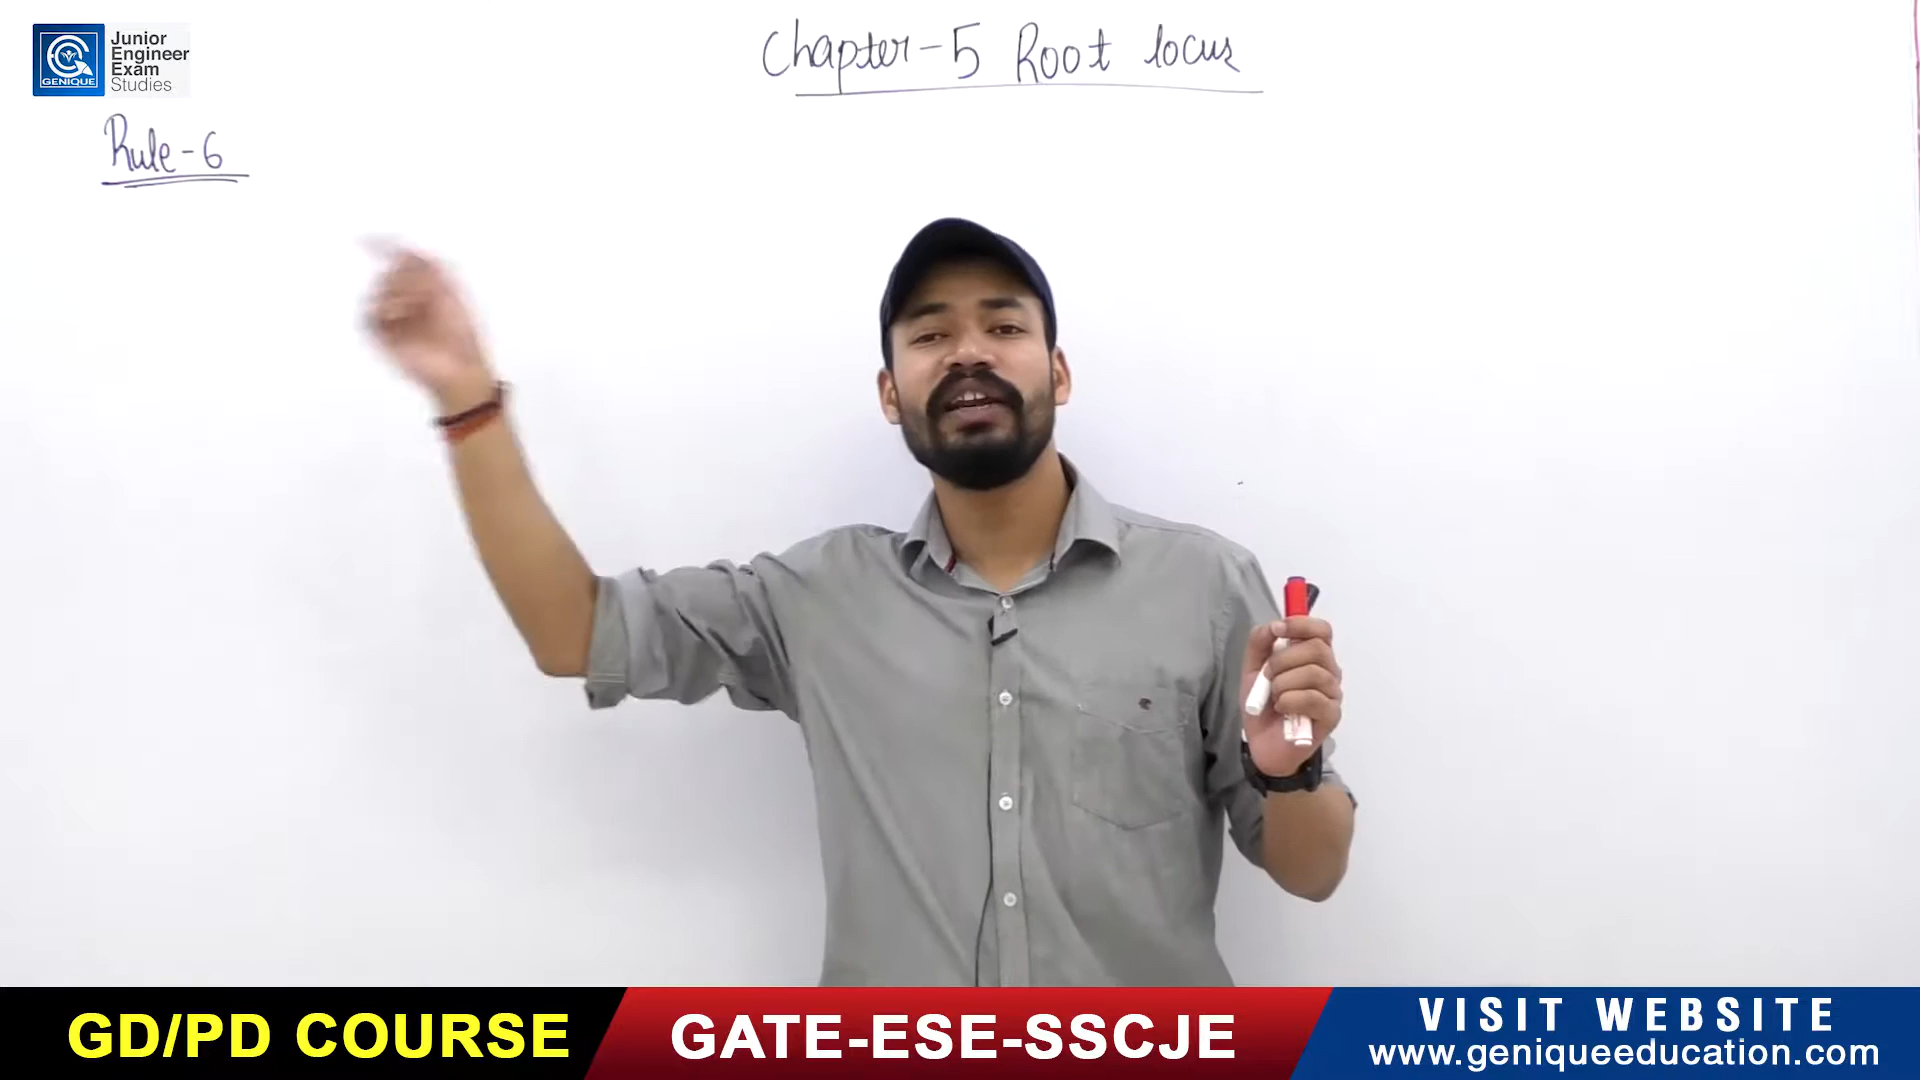 Junior
Engineer
Exam
Studies
GENIQUE
Chapter-5 Root locus
Rule-6
GD/PD COURSE
GATE-ESE-SSCJE
VISIT WEBSITE
www.geniqueeducation.com